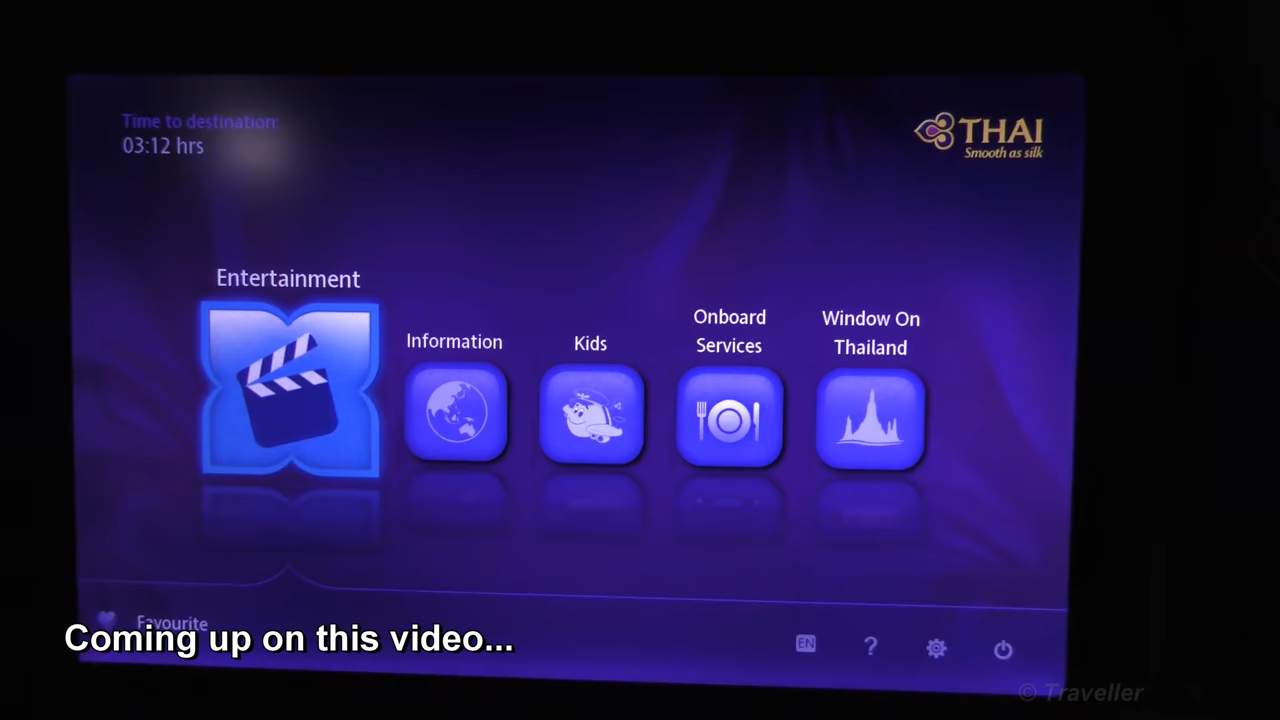 Time to destination:
03:12 hrs
THAI
Smooth as silk
Entertainment
Information
Kids
Onboard
Services
Window On
Thailand
Favourite
Coming up on this video...
EN
?
© Traveller